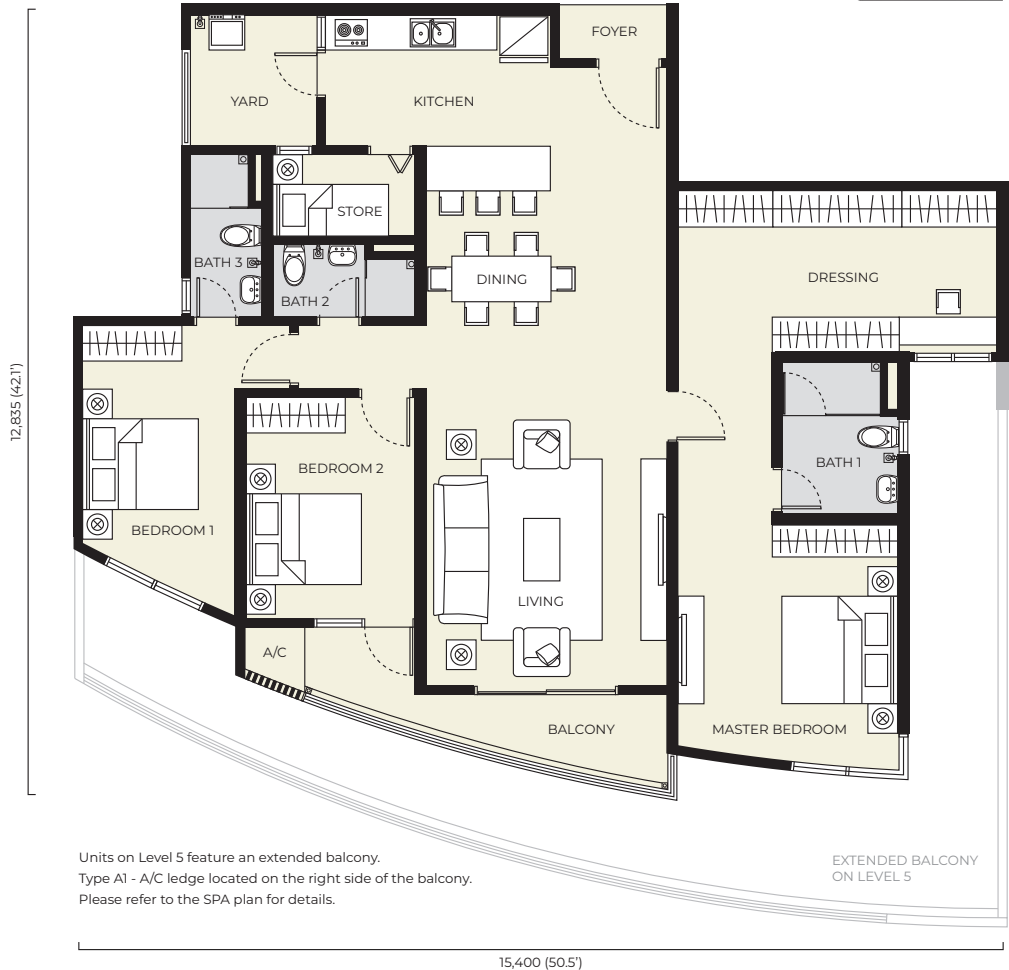 FOYER
YARD
KITCHEN
STORE
BATH 3
DINING
DRESSING
BATH 2
12,835 (42.1')
BEDROOM 2
BATH 1
BEDROOM 1
LIVING
A/C
BALCONY
MASTER BEDROOM
Units on Level 5 feature an extended balcony.
Type A1 - A/C ledge located on the right side of the balcony.
Please refer to the SPA plan for details.
EXTENDED BALCONY
ON LEVEL 5
15,400 (50.5')